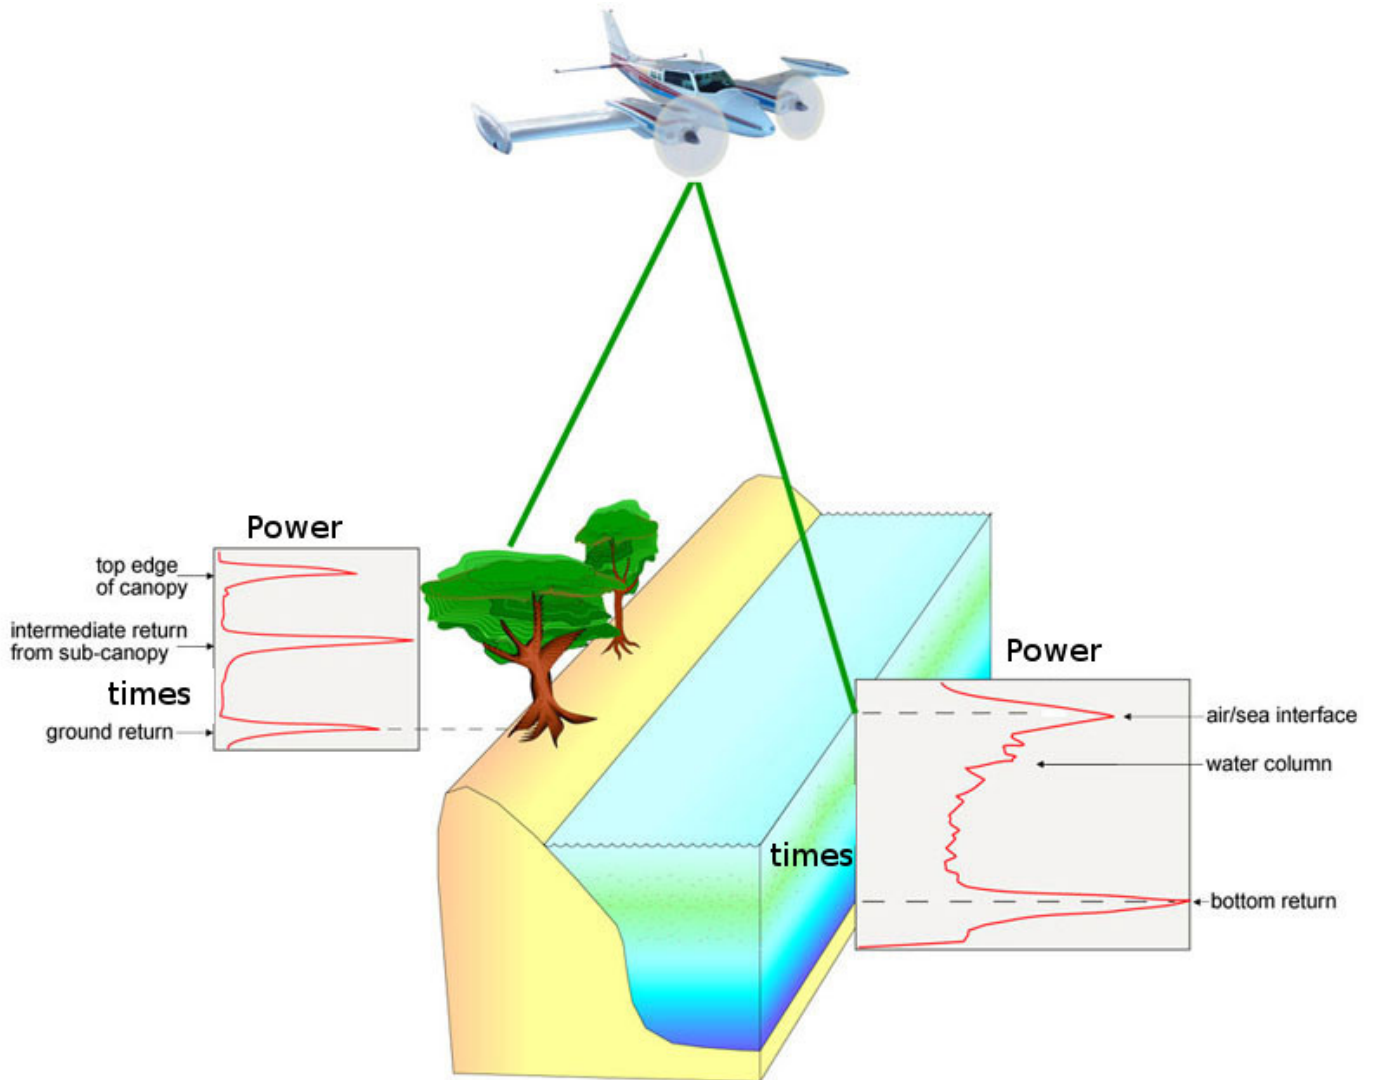 Power
top edge
of canopy
intermediate return
from sub-canopy
times
ground return
Power
air/sea interface
water column
times
bottom return